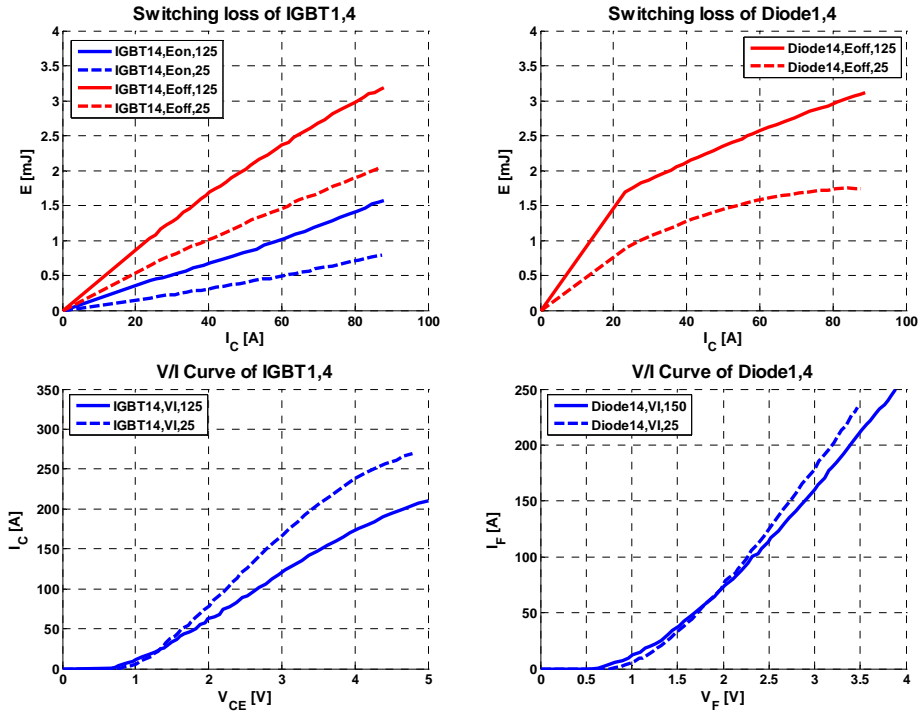 Switching loss of IGBT1,4
IGBT14,Eon,125
IGBT14,Eon,25
IGBT14,Eoff,125
IGBT14,Eoff,25
E [mJ]
4
3.5
3
2.5
2
1.5
1
0.5
0
0 20 40 60 80 100
I_C [A]
Switching loss of Diode1,4
Diode14,Eoff,125
Diode14,Eoff,25
E [mJ]
4
3.5
3
2.5
2
1.5
1
0.5
0
0 20 40 60 80 100
I_C [A]
V/I Curve of IGBT1,4
IGBT14,VI,125
IGBT14,VI,25
I_C [A]
350
300
250
200
150
100
50
0
0 1 2 3 4 5
V_CE [V]
V/I Curve of Diode1,4
Diode14,VI,150
Diode14,VI,25
I_F [A]
250
200
150
100
50
0
0 0.5 1 1.5 2 2.5 3 3.5 4
V_F [V]